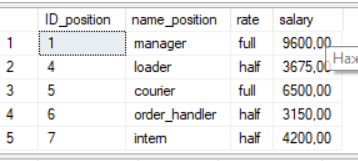 ID_position name_position rate salary
1 1 manager full 9600,00
2 4 loader half 3675,00
3 5 courier full 6500,00
4 6 order_handler half 3150,00
5 7 intern half 4200,00